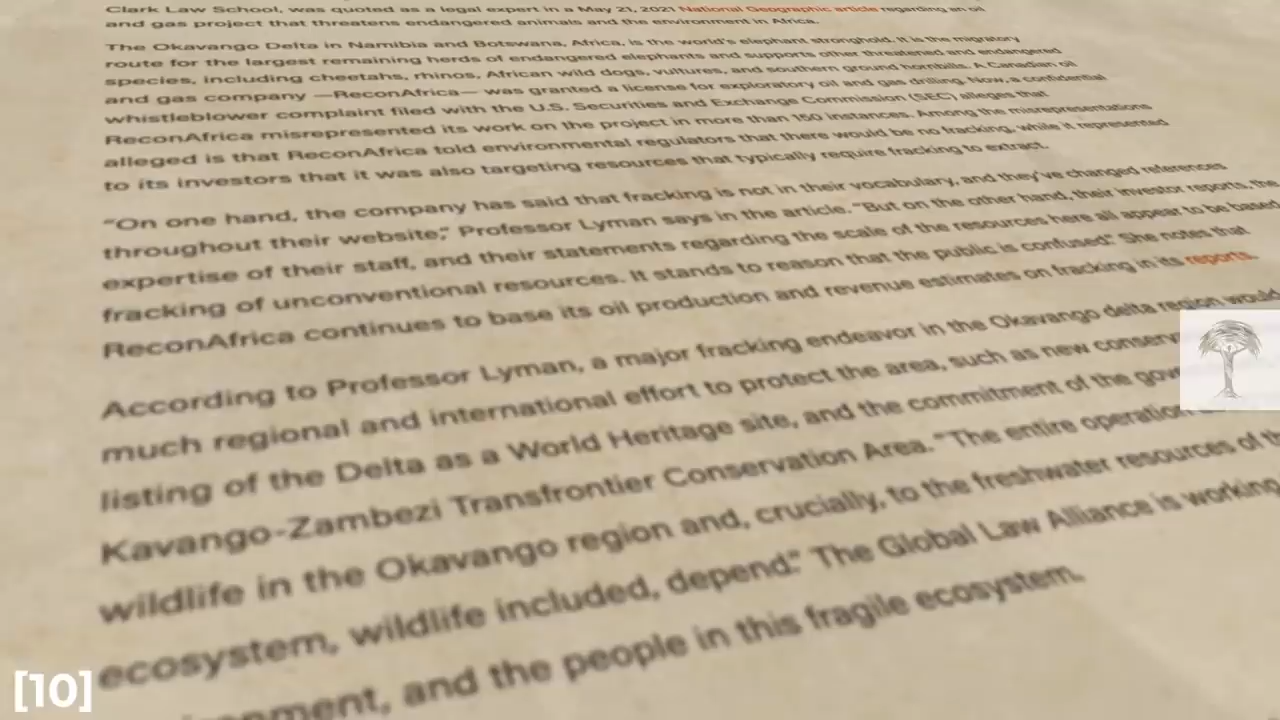 Clark Law School, was quoted as a legal expert in a May 21, 2021 National Geographic article regarding an oil
and gas project that threatens endangered animals and the environment in Africa.
The Okavango Delta in Namibia and Botswana, Africa, is the world's elephant stronghold. It is the migratory
route for the largest remaining herds of endangered elephants and supports other threatened and endangered
species, including cheetahs, rhinos, African wild dogs, vultures, and southern ground hornbills. A Canadian oil
and gas company —ReconAfrica— was granted a license for exploratory oil and gas drilling. Now, a confidential
whistleblower complaint filed with the U.S. Securities and Exchange Commission (SEC) alleges that
ReconAfrica misrepresented its work on the project in more than 150 instances. Among the misrepresentations
alleged is that ReconAfrica told environmental regulators that there would be no fracking, while it represented
to its investors that it was also targeting resources that typically require fracking to extract.
“On one hand, the company has said that fracking is not in their vocabulary, and they've changed references
throughout their website,” Professor Lyman says in the article. “But on the other hand, their investor reports, the
expertise of their staff, and their statements regarding the scale of the resources here all appear to be based
fracking of unconventional resources. It stands to reason that the public is confused.” She notes that
ReconAfrica continues to base its oil production and revenue estimates on fracking in its reports.
According to Professor Lyman, a major fracking endeavor in the Okavango delta region would
much regional and international effort to protect the area, such as new conserv
listing of the Delta as a World Heritage site, and the commitment of the gov
Kavango-Zambezi Transfrontier Conservation Area. “The entire operation
wildlife in the Okavango region and, crucially, to the freshwater resources of th
ecosystem, wildlife included, depend.” The Global Law Alliance is working
onment, and the people in this fragile ecosystem.
[10]